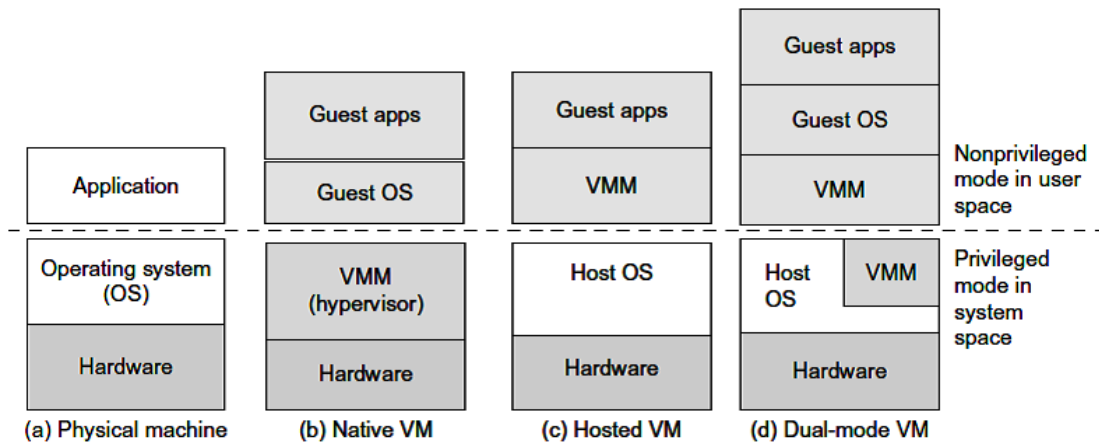 Application
Operating system
(OS)
Hardware
(a) Physical machine
Guest apps
Guest OS
VMM
(hypervisor)
Hardware
(b) Native VM
Guest apps
VMM
Host OS
Hardware
(c) Hosted VM
Guest apps
Guest OS
VMM
Host
OS
VMM
Hardware
(d) Dual-mode VM
Nonprivileged
mode in user
space
Privileged
mode in
system
space